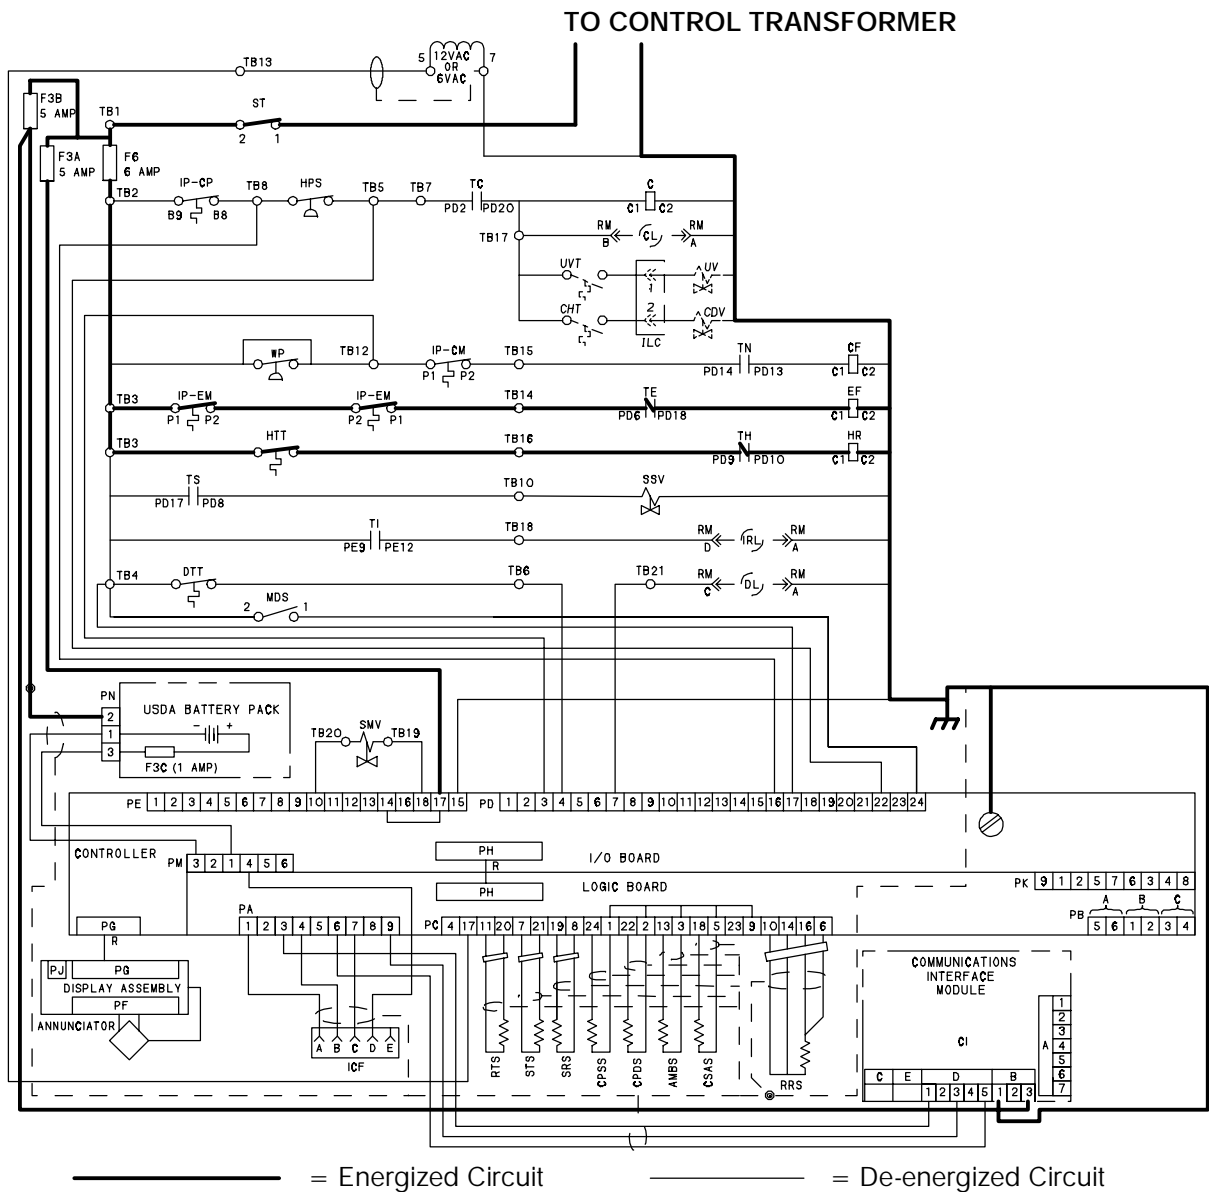 TO CONTROL TRANSFORMER
TB13
5 12VAC 7
OR
6VAC
F3B
5 AMP
TB1
ST
2 1
F3A
5 AMP
F6
6 AMP
TB2 IP-CP TB8 HPS TB5 TB7 TC C
B9 B8 PD2 PD20 C1 C2
TB17 RM CL RM
B A
UVT 1 UV
CHT 2 CDV
ILC
WP TB12 IP-CM TB15 TN CF
P1 P2 PD14 PD13 C1 C2
TB3 IP-EM IP-EM TB14 TE EF
P1 P2 P2 P1 PD6 PD18 C1 C2
TB3 HTT TB16 TH HR
PD9 PD10 C1 C2
TS TB10 SSV
PD17 PD8
TI TB18 RM IRL RM
PE9 PE12 D A
TB4 DTT TB6 TB21 RM DL RM
C A
MDS
2 1
PN
2
1
3
USDA BATTERY PACK
- +
F3C (1 AMP)
TB20 SMV TB19
PE 1 2 3 4 5 6 7 8 9 10 11 12 13 14 16 18 17 15
PD 1 2 3 4 5 6 7 8 9 10 11 12 13 14 15 16 17 18 19 20 21 22 23 24
CONTROLLER
PM 3 2 1 4 5 6
PH
R
PH
I/O BOARD
LOGIC BOARD
PK 9 1 2 5 7 6 3 4 8
A B C
PB 5 6 1 2 3 4
PA
1 2 3 4 5 6 7 8 9
PC 4 17 11 20 7 21 19 8 24 1 22 2 13 3 18 5 23 9 10 14 16 6
PG
R
PJ PG
DISPLAY ASSEMBLY
PF
ANNUNCIATOR
A B C D E
ICF
RTS
STS
SRS
CPSS
CPDS
AMBS
CSAS
RRS
COMMUNICATIONS
INTERFACE
MODULE
CI
A
1
2
3
4
5
6
7
C E D B
1 2 3 4 5 1 2 3
= Energized Circuit
= De-energized Circuit